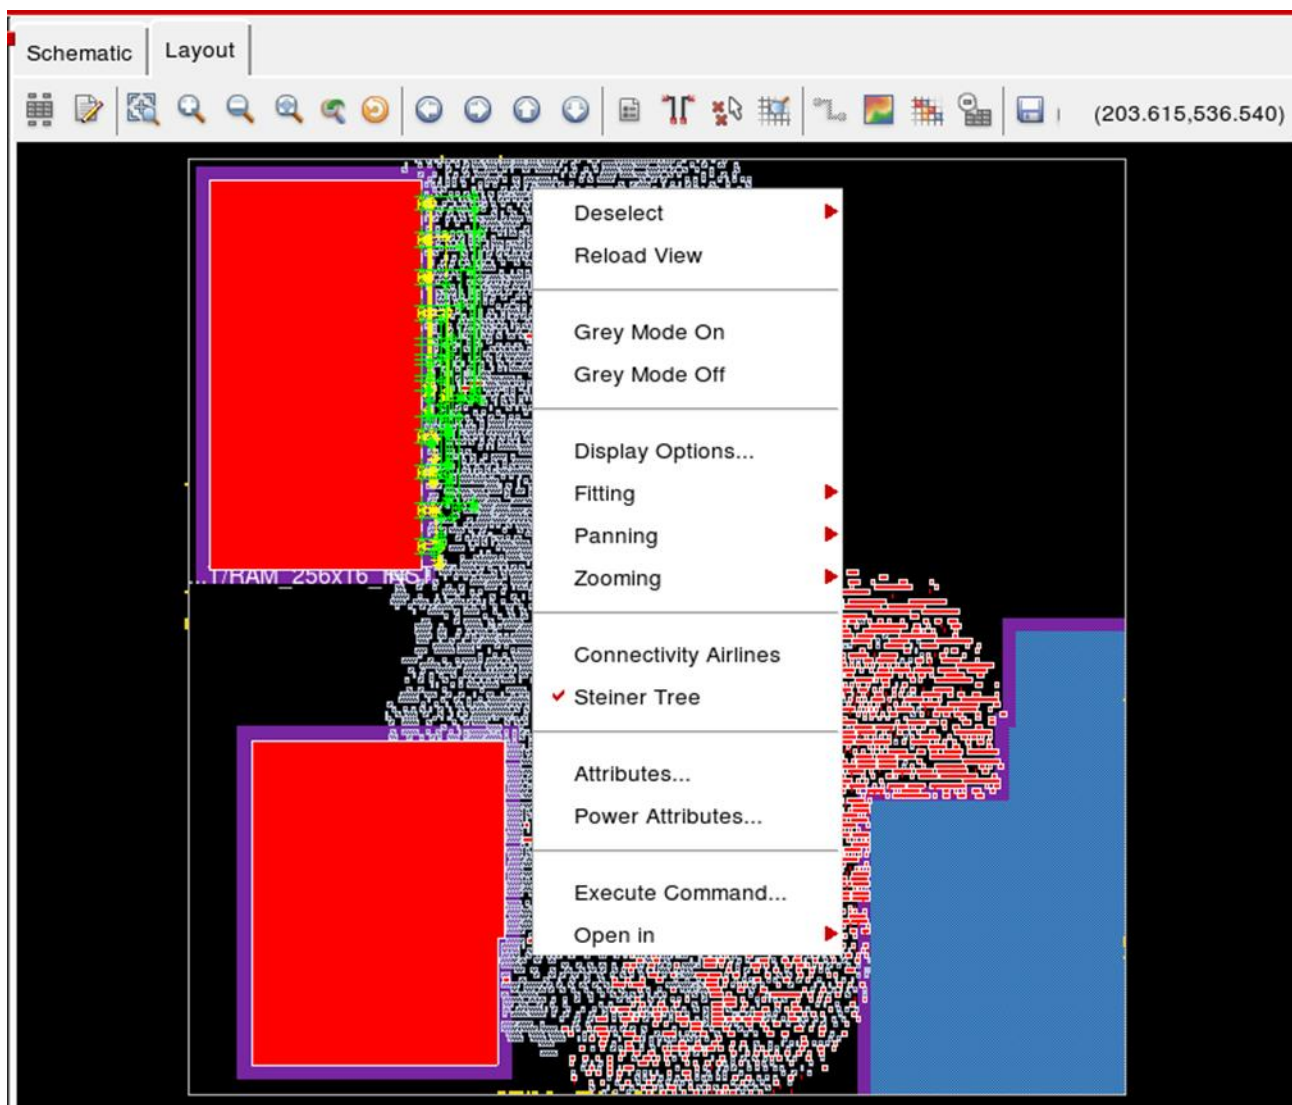 Schematic
Layout
(203.615,536.540)
Deselect
Reload View
Grey Mode On
Grey Mode Off
Display Options...
Fitting
Panning
Zooming
...T/RAM_256x16_INST
Connectivity Airlines
Steiner Tree
Attributes...
Power Attributes...
Execute Command...
Open in